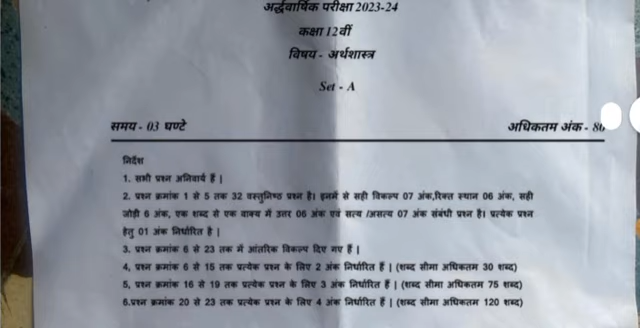 अर्द्धवार्षिक परीक्षा 2023-24
कक्षा 12वीं
विषय - अर्थशास्त्र
Set - A
समय - 03 घण्टे
अधिकतम अंक - 80
निर्देश
1. सभी प्रश्न अनिवार्य हैं |
2. प्रश्न क्रमांक 1 से 5 तक 32 वस्तुनिष्ठ प्रश्न है। इनमें से सही विकल्प 07 अंक,रिक्त स्थान 06 अंक, सही
जोड़ी 6 अंक, एक शब्द से एक वाक्य में उत्तर 06 अंक एवं सत्य /असत्य 07 अंक संबंधी प्रश्न है। प्रत्येक प्रश्न
हेतु 01 अंक निर्धारित है |
3. प्रश्न क्रमांक 6 से 23 तक में आंतरिक विकल्प दिए गए हैं |
4, प्रश्न क्रमांक 6 से 15 तक प्रत्येक प्रश्न के लिए 2 अंक निर्धारित हैं | (शब्द सीमा अधिकतम 30 शब्द)
5, प्रश्न क्रमांक 16 से 19 तक प्रत्येक प्रश्न के लिए 3 अंक निर्धारित हैं | (शब्द सीमा अधिकतम 75 शब्द)
6.प्रश्न क्रमांक 20 से 23 तक प्रत्येक प्रश्न के लिए 4 अंक निर्धारित हैं | (शब्द सीमा अधिकतम 120 शब्द)